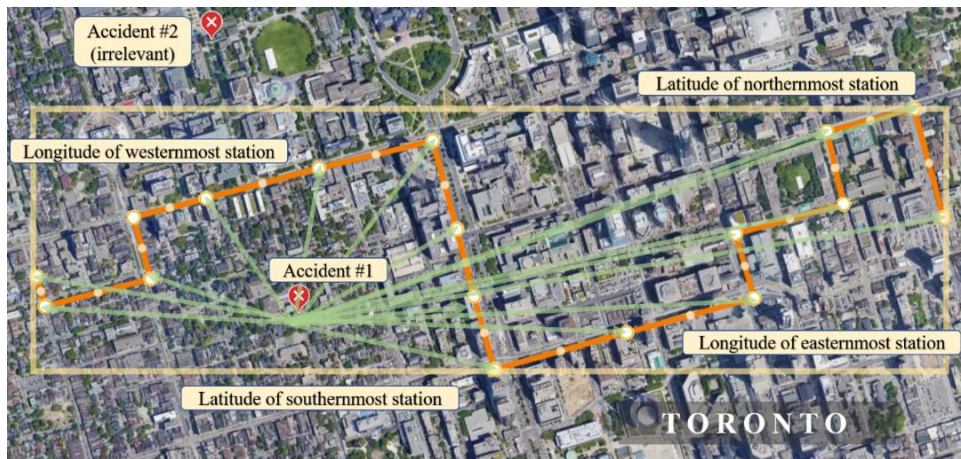 Accident #2
(irrelevant)
Latitude of northernmost station
Longitude of westernmost station
Accident #1
Longitude of easternmost station
Latitude of southernmost station
TORONTO